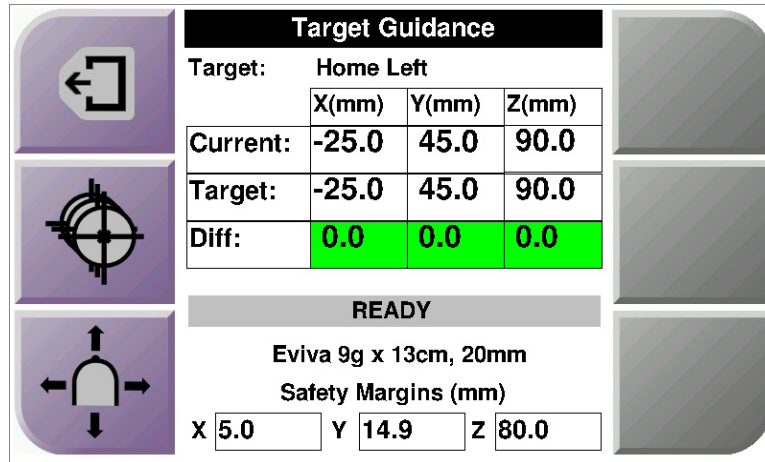 Target Guidance
Target: Home Left
X(mm) Y(mm) Z(mm)
Current: -25.0 45.0 90.0
Target: -25.0 45.0 90.0
Diff: 0.0 0.0 0.0
READY
Eviva 9g x 13cm, 20mm
Safety Margins (mm)
X 5.0 Y 14.9 Z 80.0